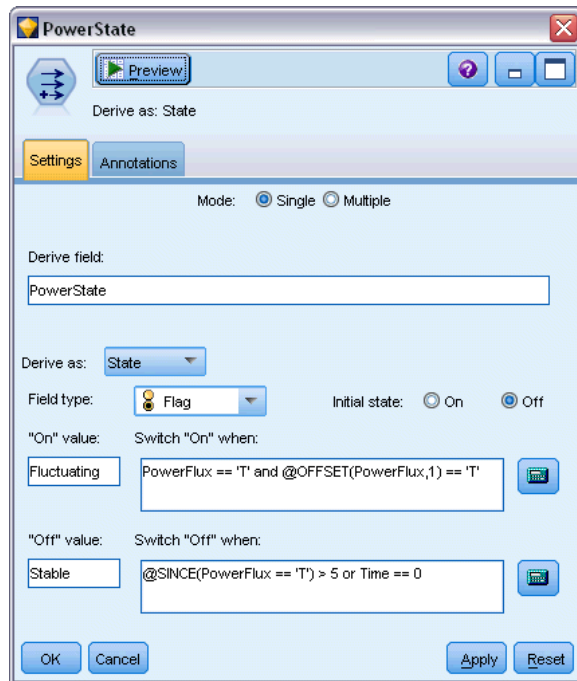 PowerState
Preview
?
Derive as: State
Settings Annotations
Mode: Single Multiple
Derive field:
PowerState
Derive as: State
Field type: Flag Initial state: On Off
"On" value: Switch "On" when:
Fluctuating PowerFlux == 'T' and @OFFSET(PowerFlux,1) == 'T'
"Off" value: Switch "Off" when:
Stable @SINCE(PowerFlux == 'T') > 5 or Time == 0
OK Cancel Apply Reset